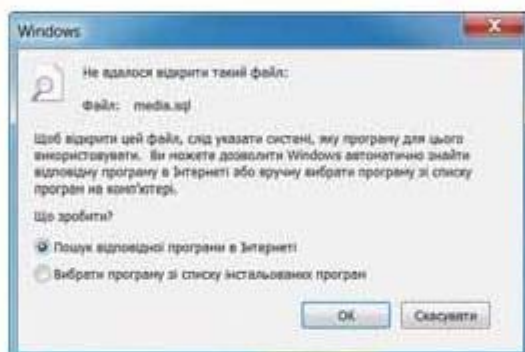 Windows
Не вдалося відкрити такий файл:
Файл: media.sql
Щоб відкрити цей файл, слід указати системі, яку програму для цього
використовувати. Ви можете дозволити Windows автоматично знайти
відповідну програму в Інтернеті або вручну вибрати програму зі списку
програм на комп'ютері.
Що зробити?
Пошук відповідної програми в Інтернеті
Вибрати програму зі списку інстальованих програм
ОК
Скасувати